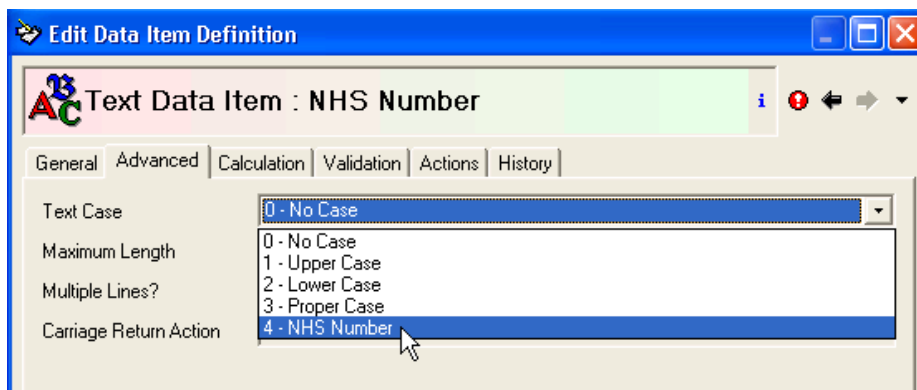 Edit Data Item Definition
ABC Text Data Item : NHS Number i
General Advanced Calculation Validation Actions History
Text Case 0 - No Case
0 - No Case
Maximum Length
1 - Upper Case
Multiple Lines?
2 - Lower Case
3 - Proper Case
Carriage Return Action
4 - NHS Number